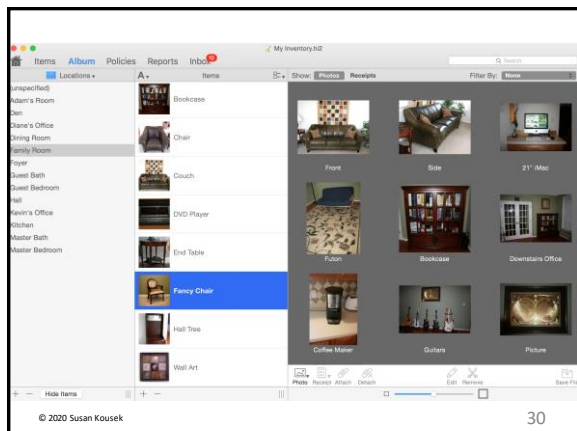 My Inventory.hi2
Items Album Policies Reports Inbox
Search
Locations
A
Items
Show: Photos Receipts
Filter By: None
(unspecified)
Adam's Room
Den
Diane's Office
Dining Room
Family Room
Foyer
Guest Bath
Guest Bedroom
Hall
Kevin's Office
Kitchen
Master Bath
Master Bedroom
Bookcase
Chair
Couch
DVD Player
End Table
Fancy Chair
Hall Tree
Wall Art
Front
Side
21" iMac
Futon
Bookcase
Downstairs Office
Coffee Maker
Guitars
Picture
Photo Receipt Attach Detach
Edit Remove
+ − Hide Items
+ −
© 2020 Susan Kousek
30